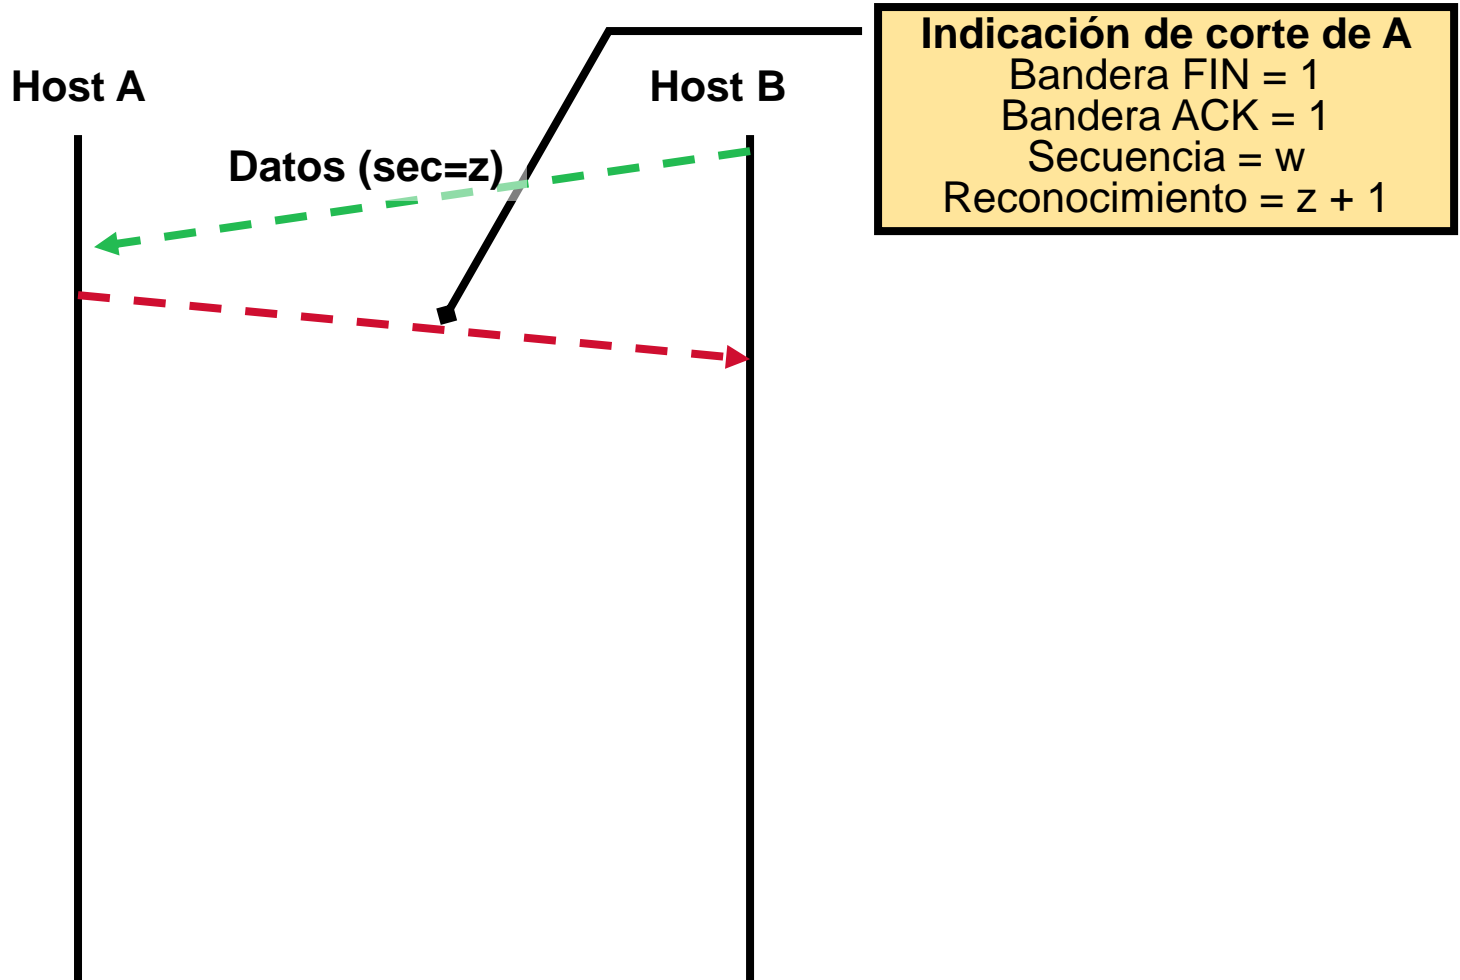 Host A
Host B
Datos (sec=z)
Indicación de corte de A
Bandera FIN = 1
Bandera ACK = 1
Secuencia = w
Reconocimiento = z + 1